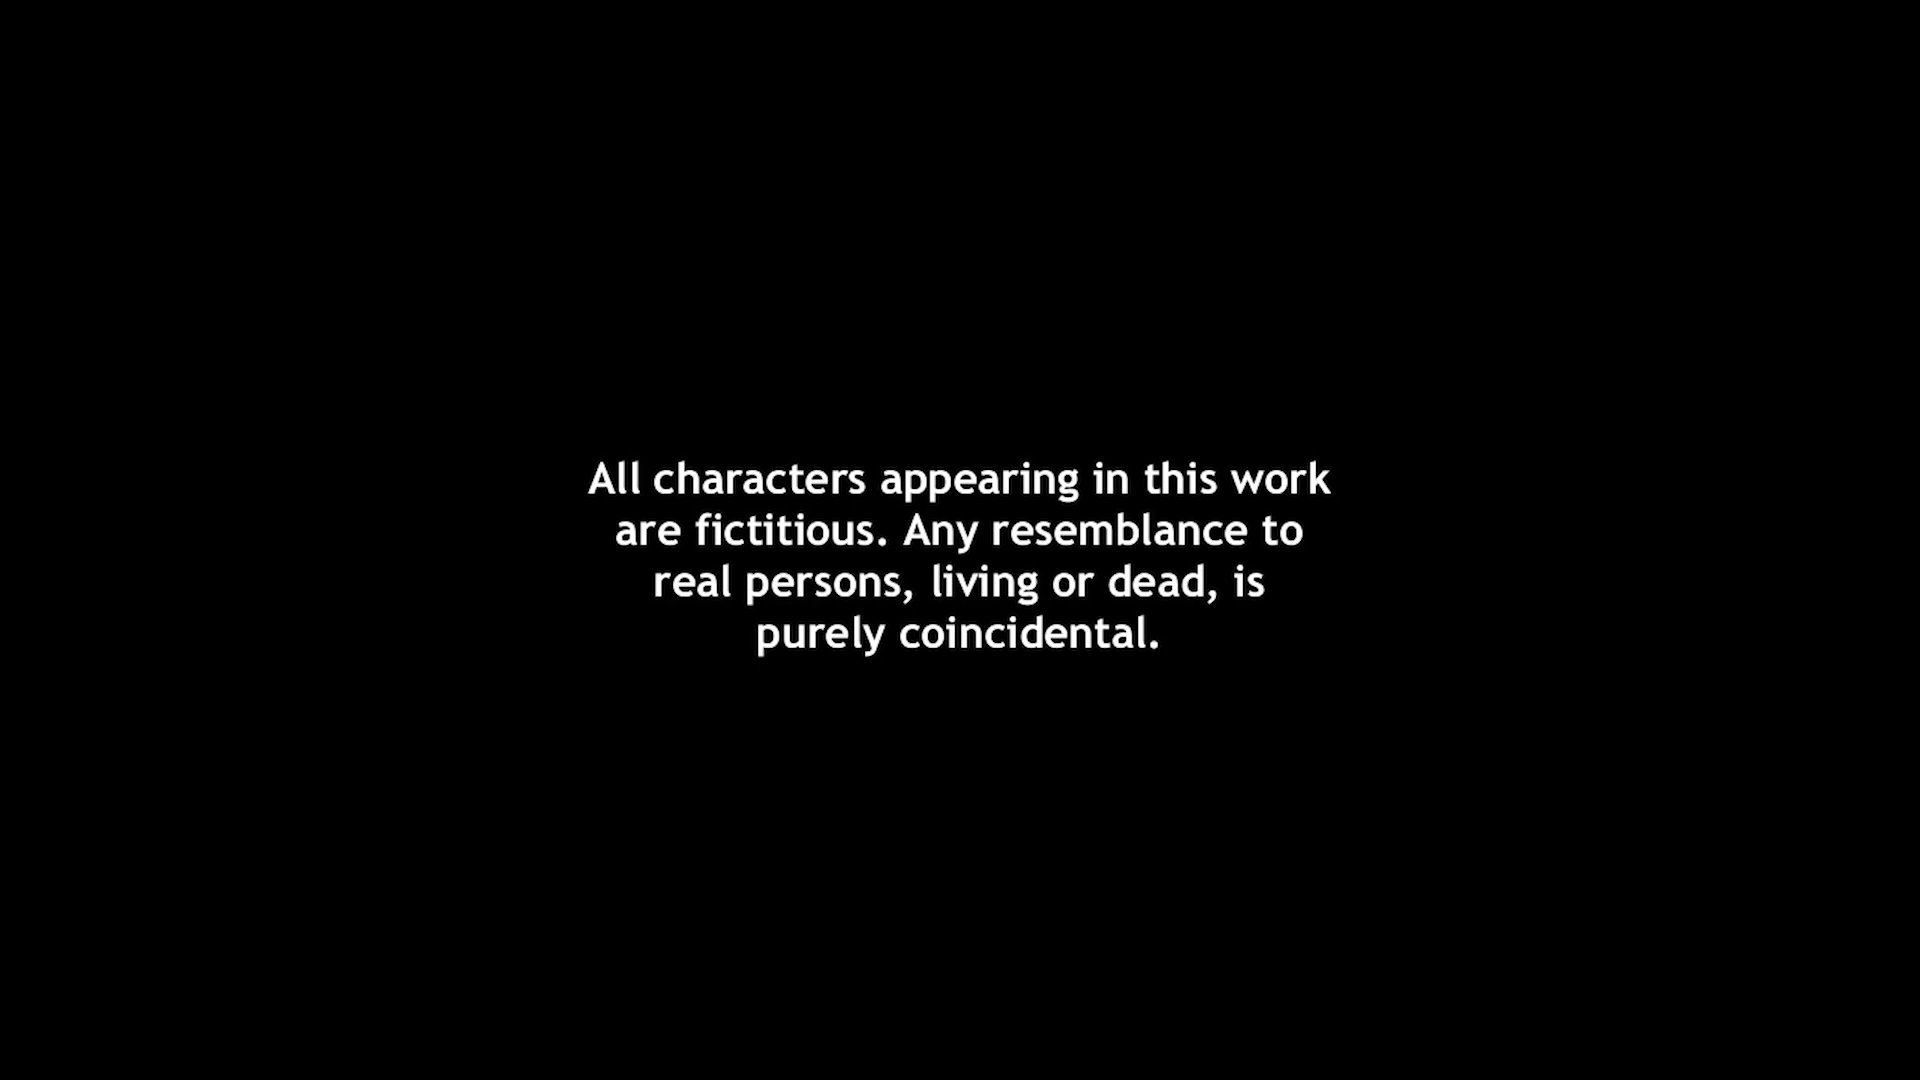 All characters appearing in this work
are fictitious. Any resemblance to
real persons, living or dead, is
purely coincidental.